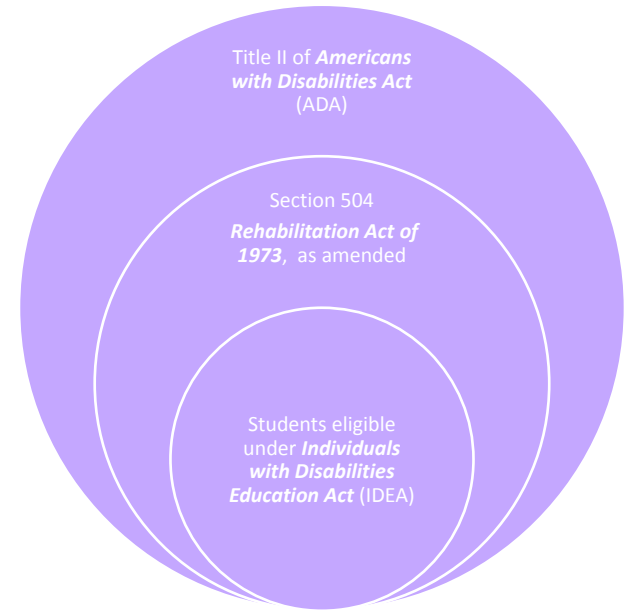 Title II of Americans
with Disabilities Act
(ADA)
Section 504
Rehabilitation Act of
1973, as amended
Students eligible
under Individuals
with Disabilities
Education Act (IDEA)